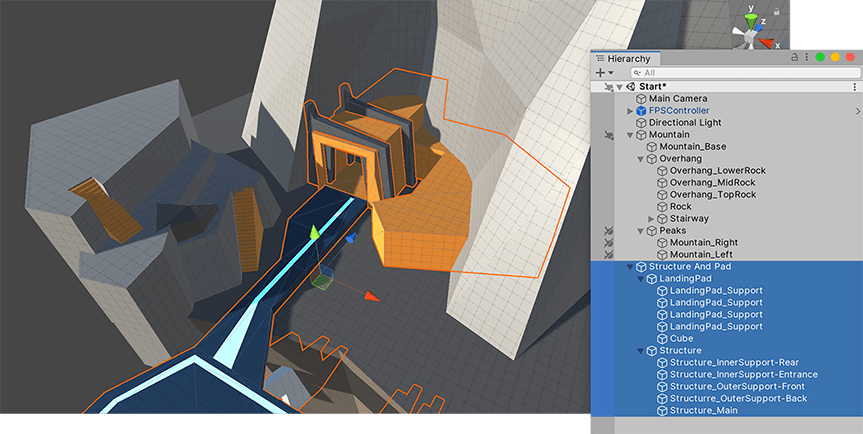 y
z
x
Hierarchy
All
Start*
Main Camera
FPSController
Directional Light
Mountain
Mountain_Base
Overhang
Overhang_LowerRock
Overhang_MidRock
Overhang_TopRock
Rock
Stairway
Peaks
Mountain_Right
Mountain_Left
Structure And Pad
LandingPad
LandingPad_Support
LandingPad_Support
LandingPad_Support
LandingPad_Support
Cube
Structure
Structure_InnerSupport-Rear
Structure_InnerSupport-Entrance
Structure_OuterSupport-Front
Structurre_OuterSupport-Back
Structure_Main